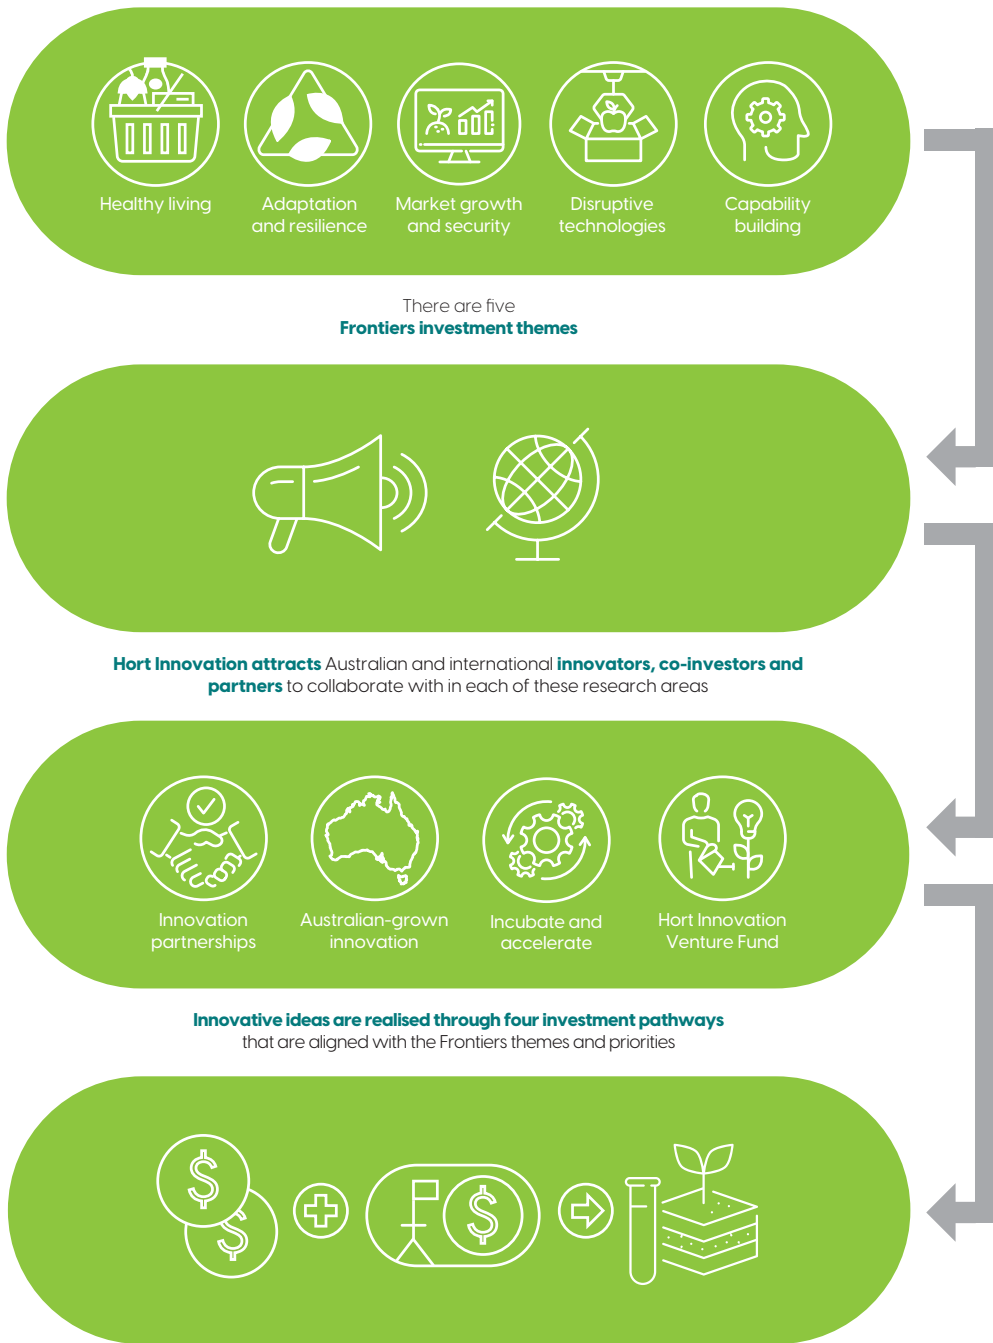 Healthy living
Adaptation
and resilience
Market growth
and security
Disruptive
technologies
Capability
building
There are five
Frontiers investment themes
Hort Innovation attracts Australian and international innovators, co-investors and
partners to collaborate with in each of these research areas
Innovation
partnerships
Australian-grown
innovation
Incubate and
accelerate
Hort Innovation
Venture Fund
Innovative ideas are realised through four investment pathways
that are aligned with the Frontiers themes and priorities
$
$
$